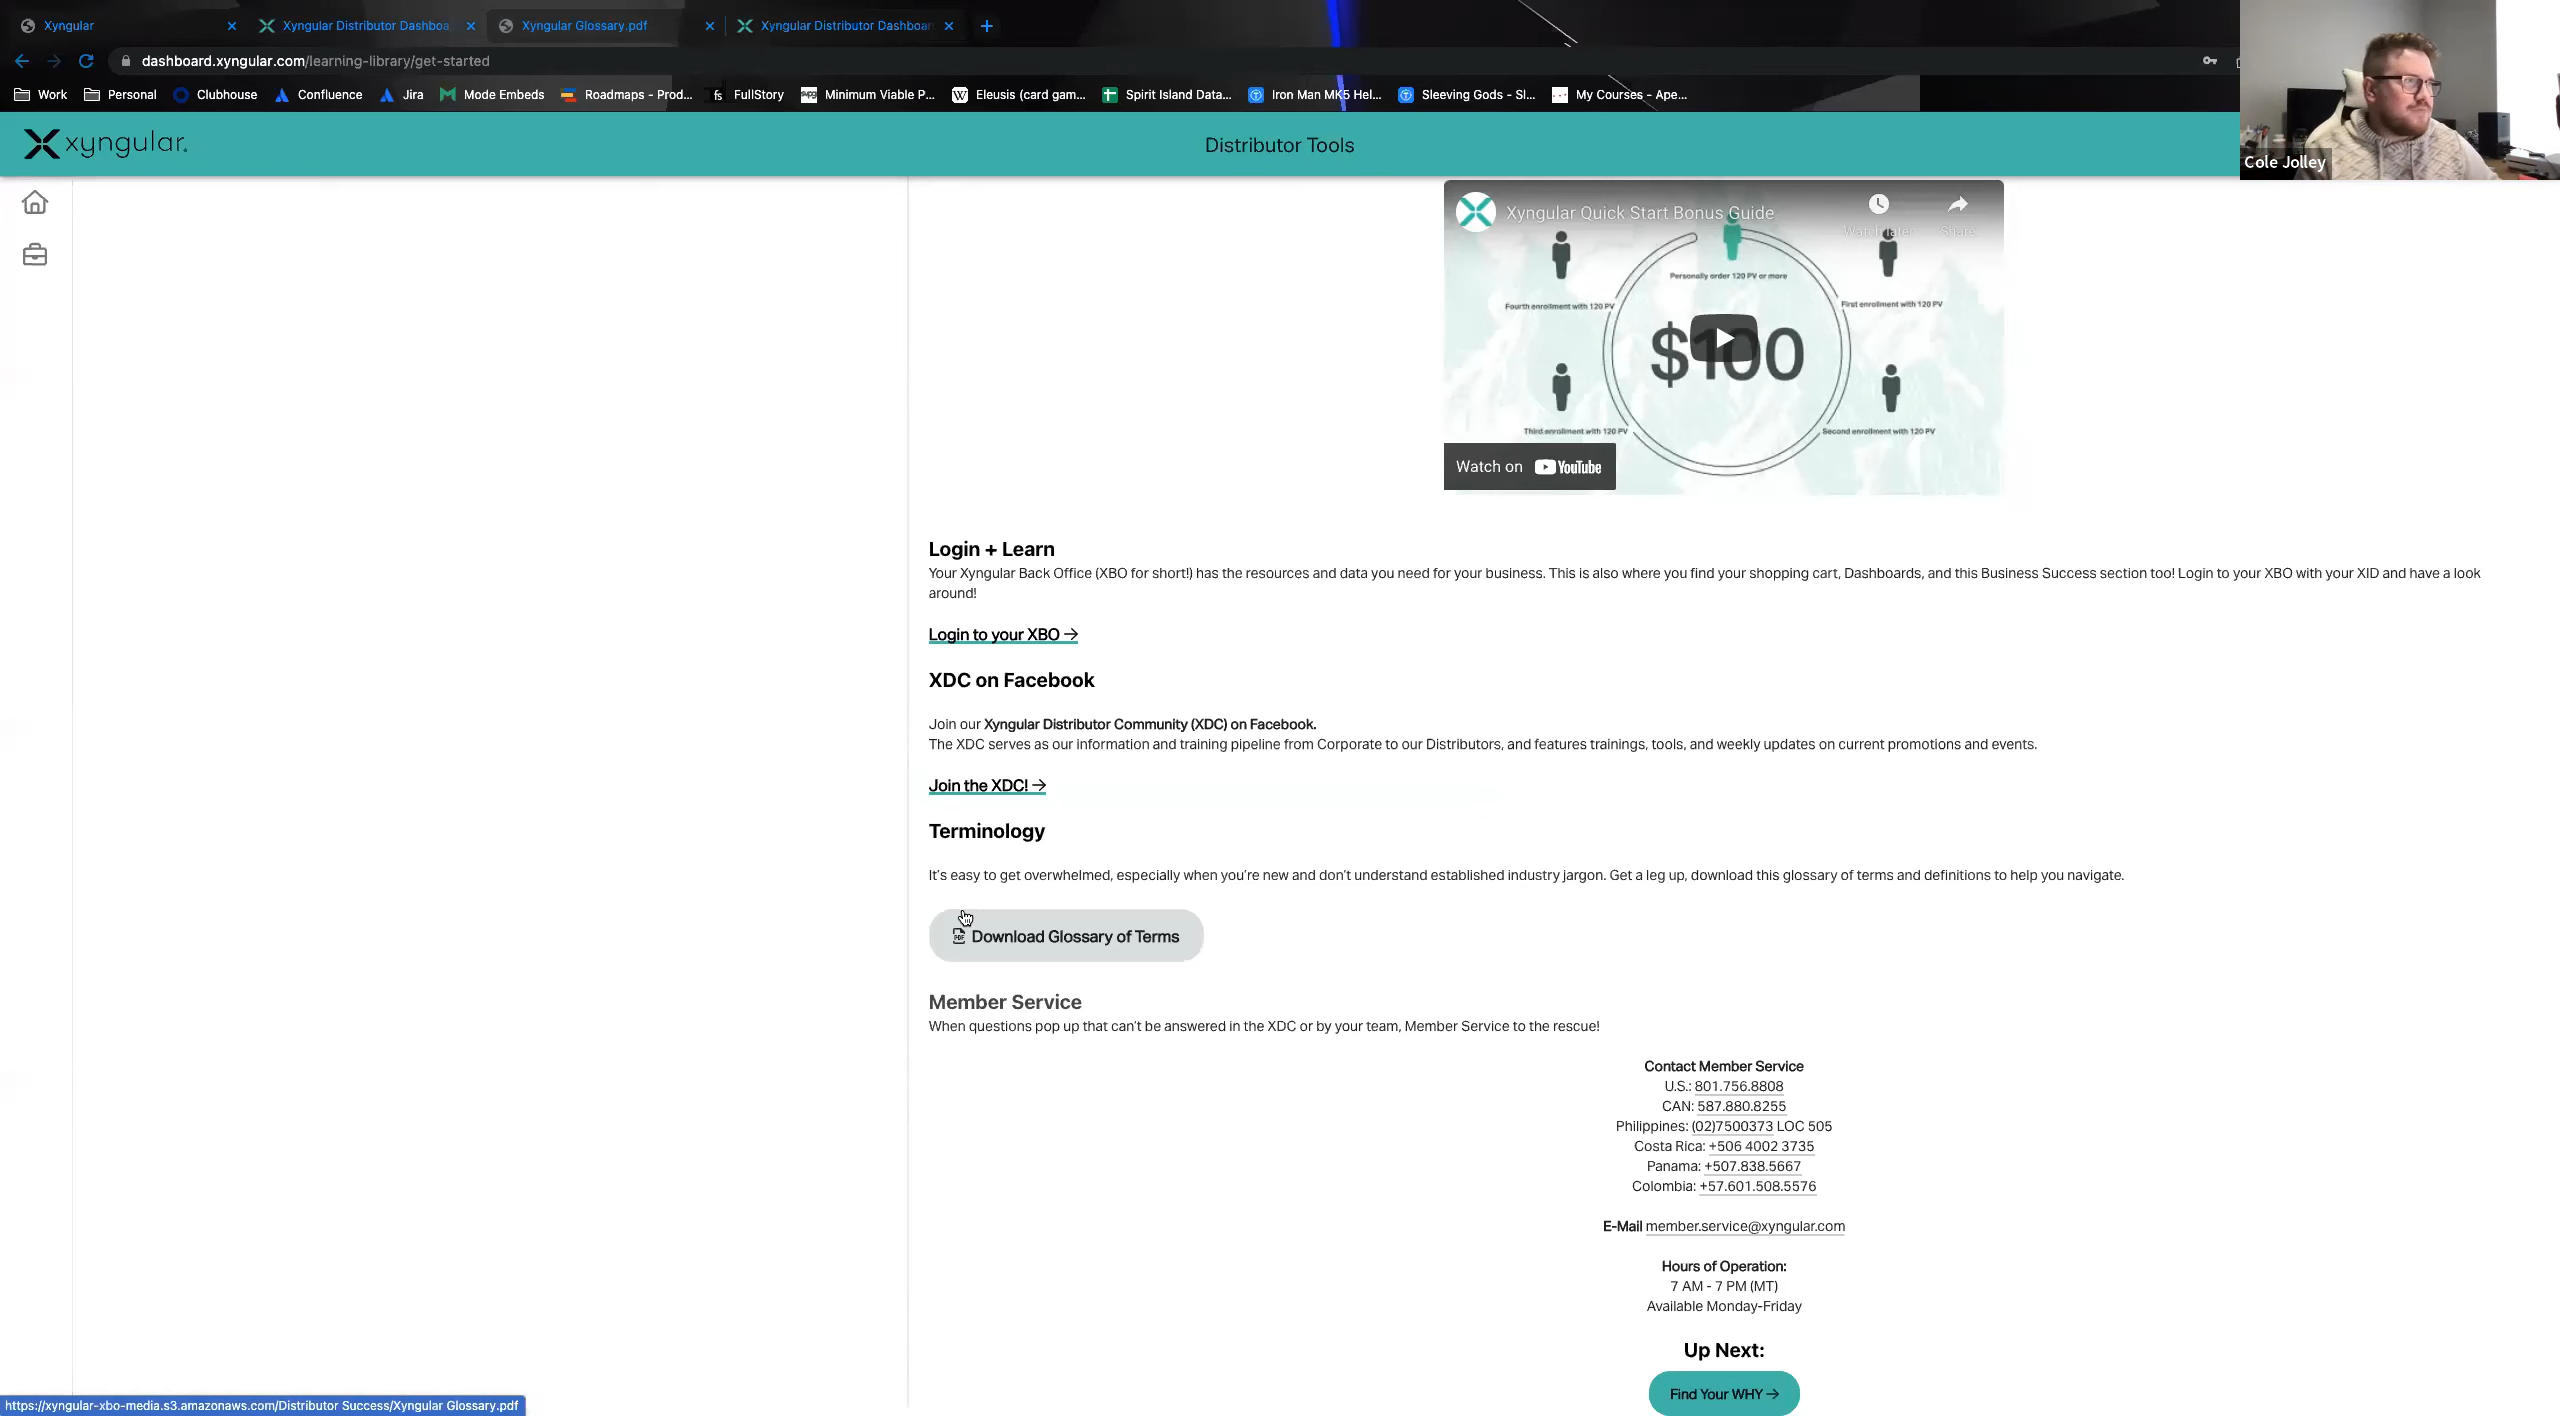 Xyngular
Xyngular Distributor Dashboa
Xyngular Glossary.pdf
Xyngular Distributor Dashboar
dashboard.xyngular.com/learning-library/get-started
Work
Personal
Clubhouse
Confluence
Jira
Mode Embeds
Roadmaps - Prod...
fs FullStory
Minimum Viable P...
W Eleusis (card gam...
Spirit Island Data...
Iron Man MK5 Hel...
Sleeving Gods - Sl...
My Courses - Ape...
Cole Jolley
xyngular.
Distributor Tools
Xyngular Quick Start Bonus Guide
Watch later
Share
Personally order 120 PV or more
Fourth enrollment with 120 PV
First enrollment with 120 PV
$100
Third enrollment with 120 PV
Second enrollment with 120 PV
Watch on YouTube
Login + Learn
Your Xyngular Back Office (XBO for short!) has the resources and data you need for your business. This is also where you find your shopping cart, Dashboards, and this Business Success section too! Login to your XBO with your XID and have a look
around!
Login to your XBO →
XDC on Facebook
Join our Xyngular Distributor Community (XDC) on Facebook.
The XDC serves as our information and training pipeline from Corporate to our Distributors, and features trainings, tools, and weekly updates on current promotions and events.
Join the XDC! →
Terminology
It's easy to get overwhelmed, especially when you're new and don't understand established industry jargon. Get a leg up, download this glossary of terms and definitions to help you navigate.
PDF Download Glossary of Terms
Member Service
When questions pop up that can't be answered in the XDC or by your team, Member Service to the rescue!
Contact Member Service
U.S.: 801.756.8808
CAN: 587.880.8255
Philippines: (02)7500373 LOC 505
Costa Rica: +506 4002 3735
Panama: +507.838.5667
Colombia: +57.601.508.5576
E-Mail member.service@xyngular.com
Hours of Operation:
7 AM - 7 PM (MT)
Available Monday-Friday
Up Next:
Find Your WHY →
https://xyngular-xbo-media.s3.amazonaws.com/Distributor Success/Xyngular Glossary.pdf